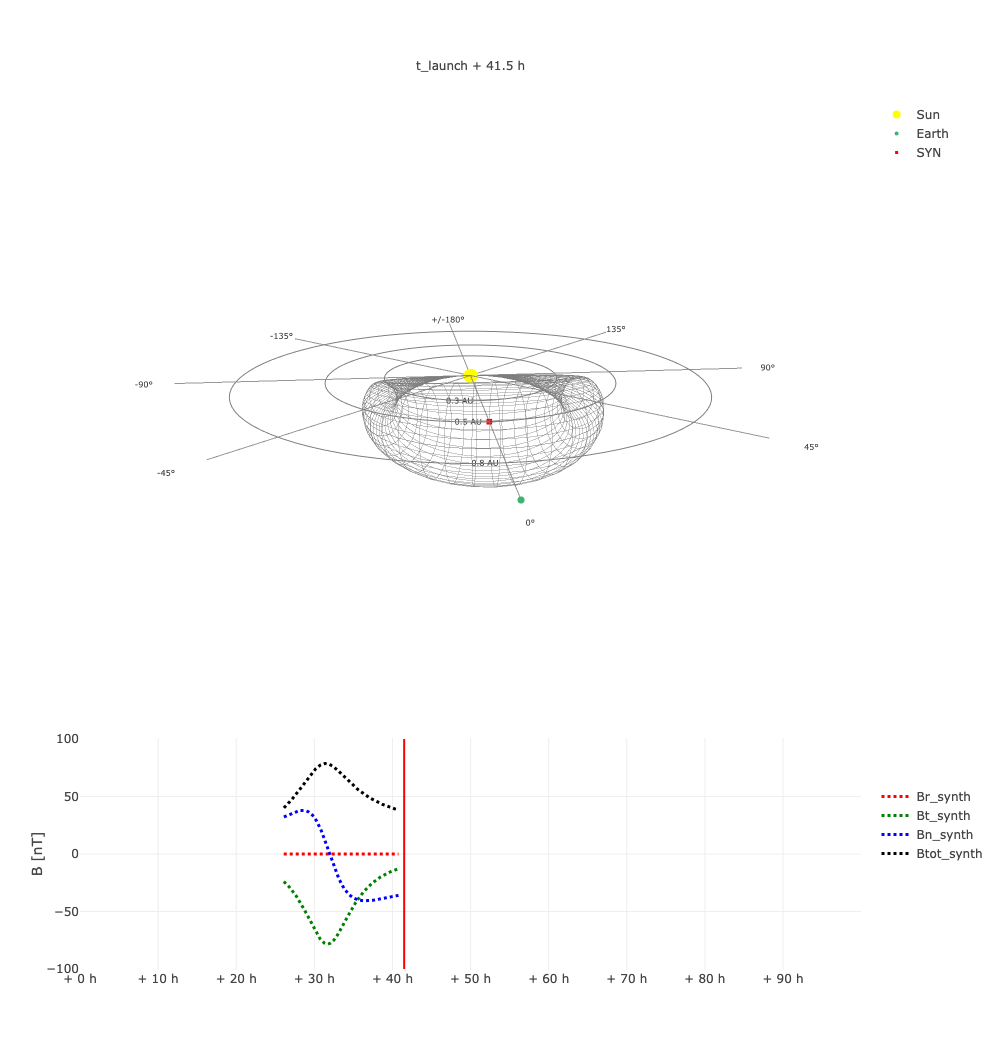 t_launch + 41.5 h
Sun
Earth
SYN
+/-180°
-135°
135°
-90°
90°
0.3 AU
0.5 AU
-45°
45°
0.8 AU
0°
100
50
0
−50
−100
B [nT]
+ 0 h
+ 10 h
+ 20 h
+ 30 h
+ 40 h
+ 50 h
+ 60 h
+ 70 h
+ 80 h
+ 90 h
Br_synth
Bt_synth
Bn_synth
Btot_synth